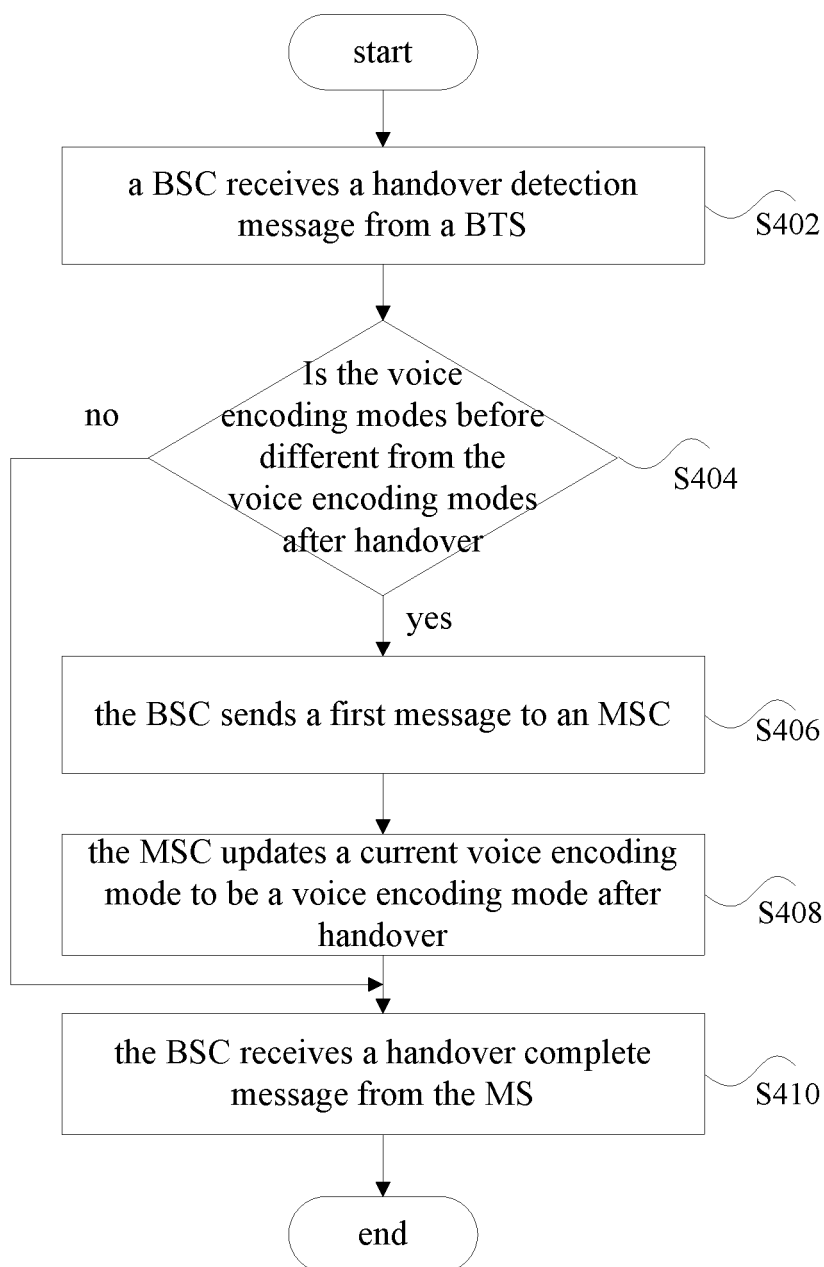 start
a BSC receives a handover detection
message from a BTS
S402
Is the voice
encoding modes before
different from the
voice encoding modes
after handover
no
S404
yes
the BSC sends a first message to an MSC
S406
the MSC updates a current voice encoding
mode to be a voice encoding mode after
handover
S408
the BSC receives a handover complete
message from the MS
S410
end